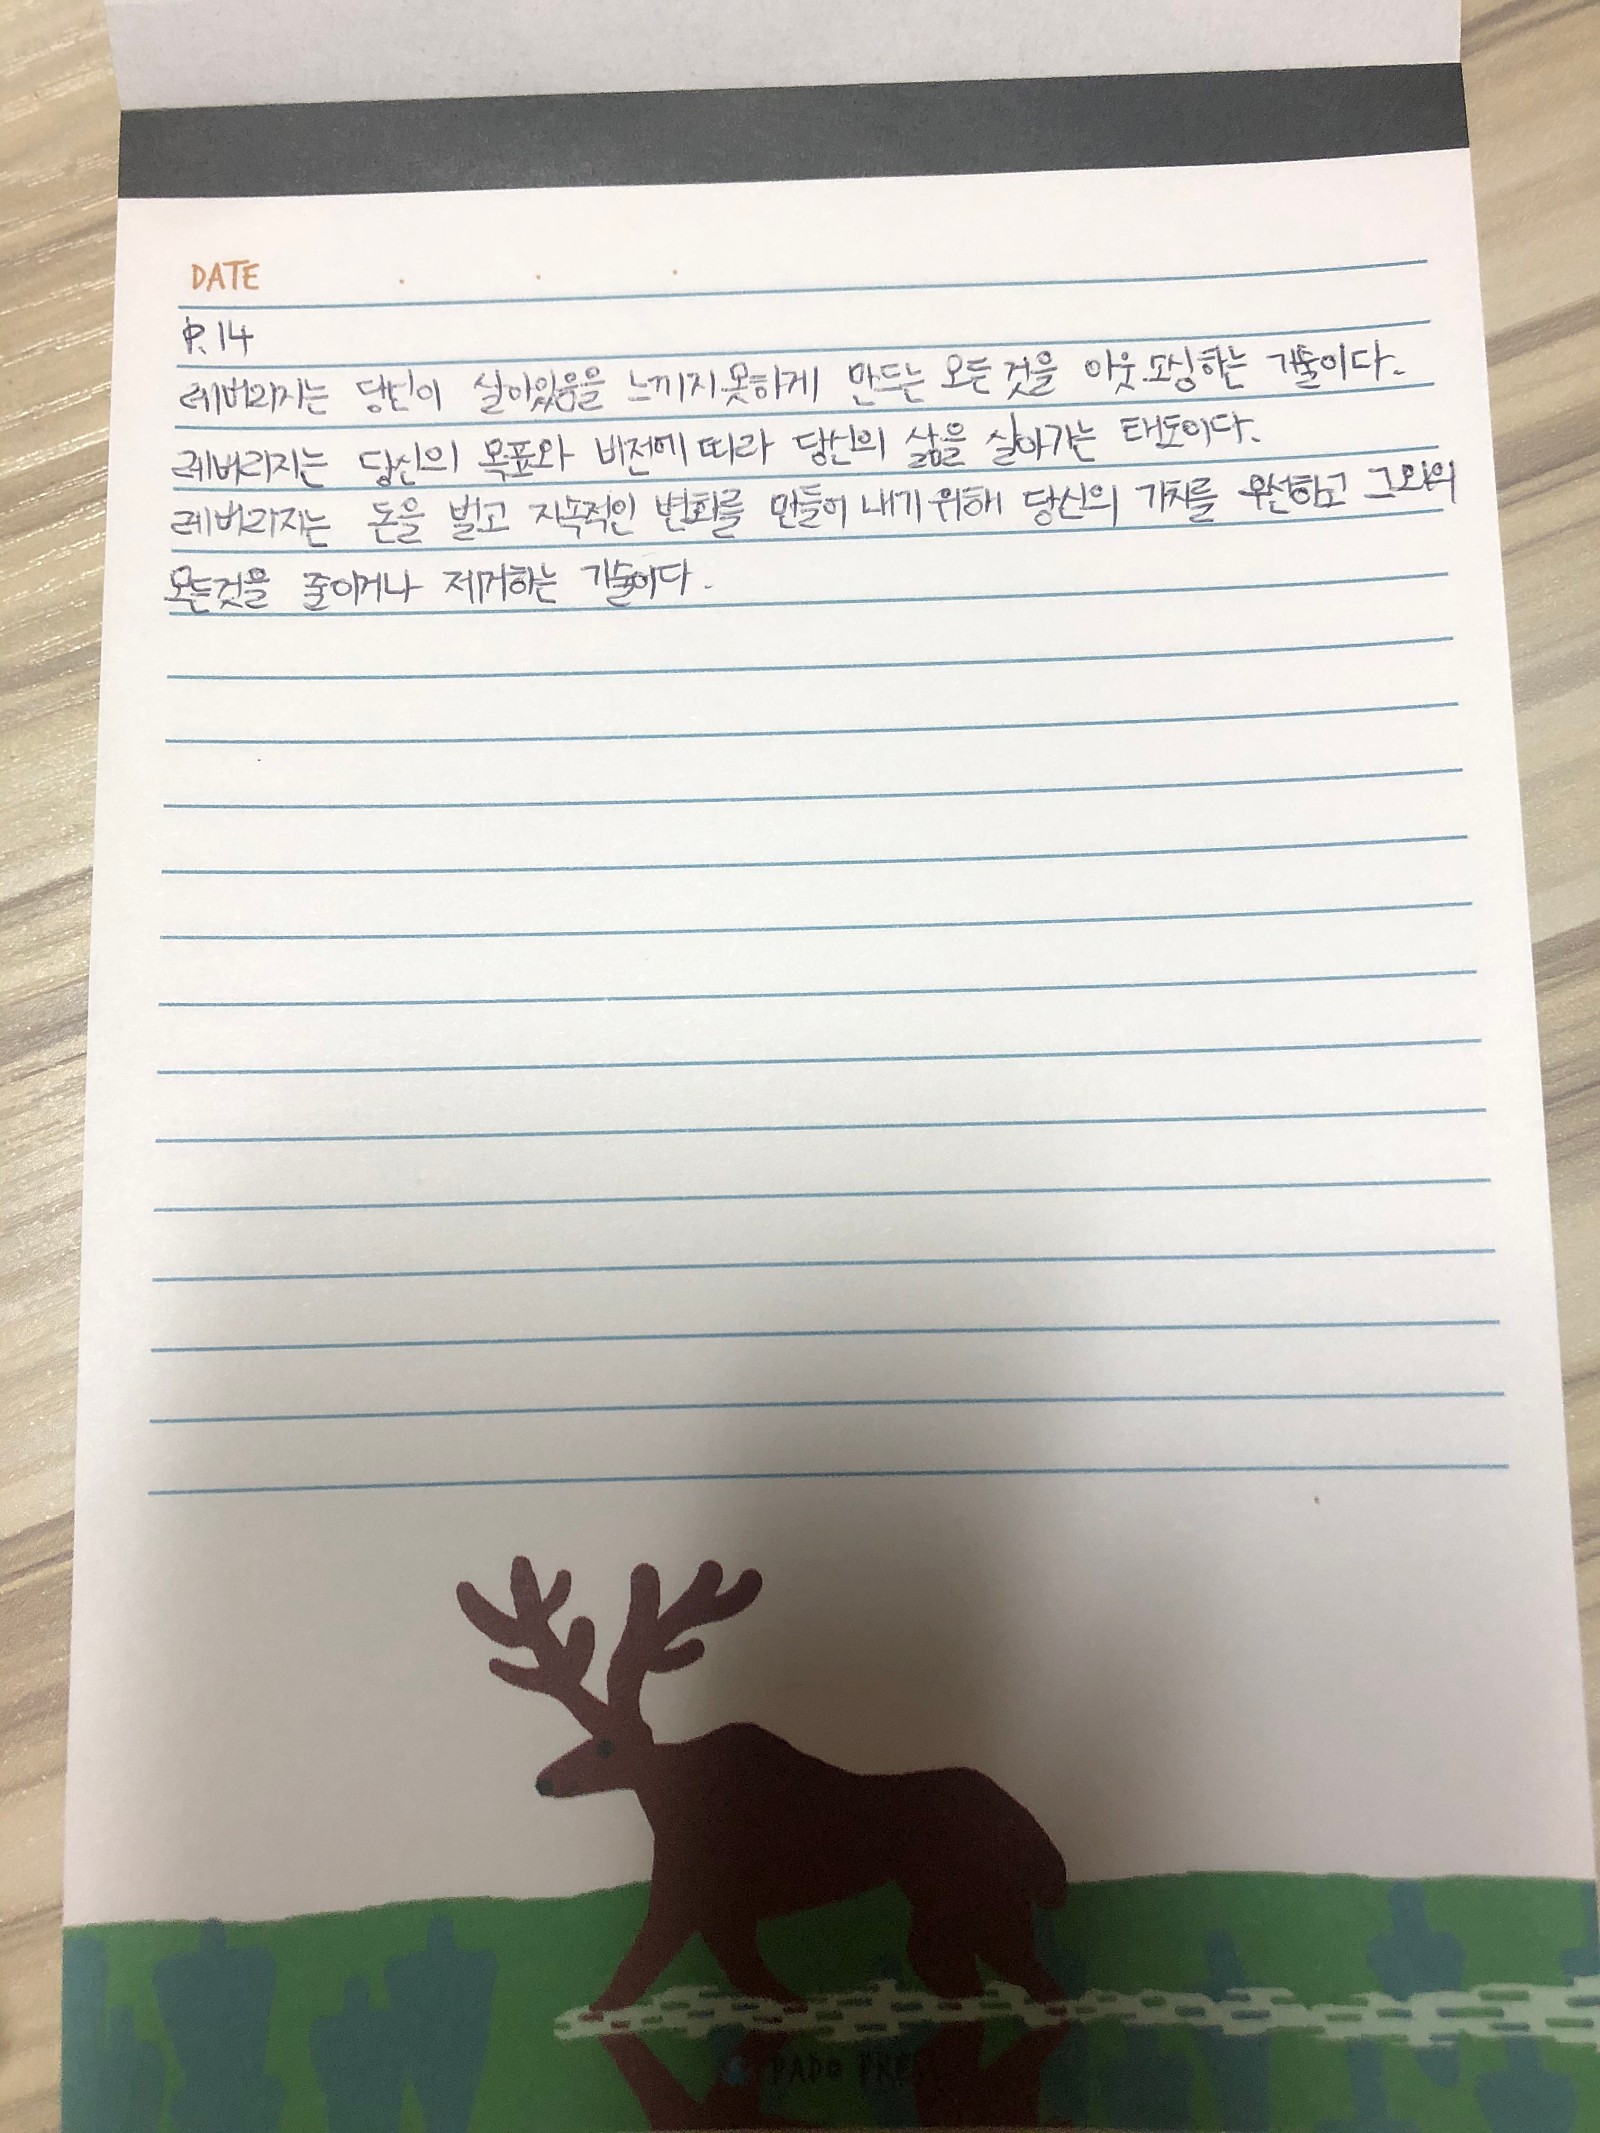 DATE . . .
P.14
레버리지는 당신이 살아있음을 느끼지 못하게 만드는 모든 것을 아웃소싱하는 기술이다.
레버리지는 당신의 목표와 비전에 따라 당신의 삶을 살아가는 태도이다.
레버리지는 돈을 벌고 지속적인 변화를 만들어 내기 위해 당신의 가치를 우선하고 그외의
모든것을 줄이거나 제거하는 기술이다.
PADO PRESS